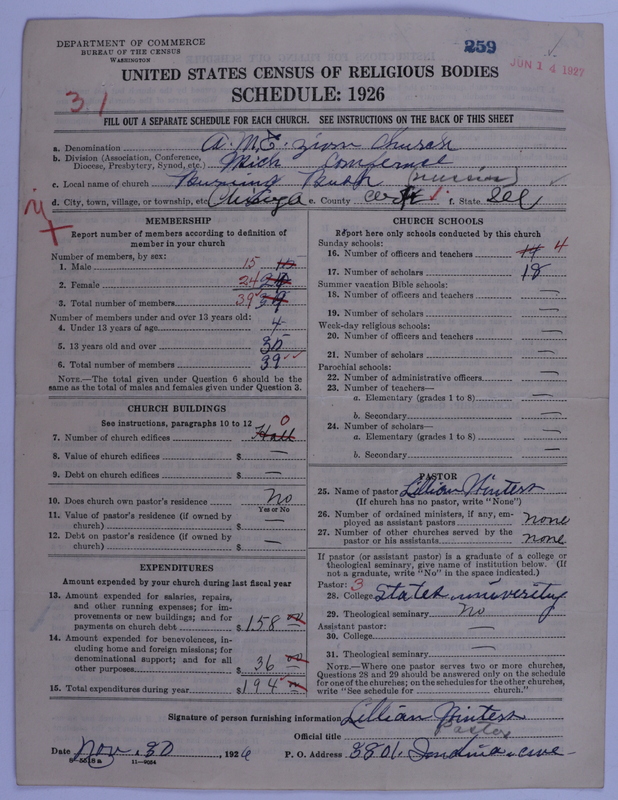 DEPARTMENT OF COMMERCE
BUREAU OF THE CENSUS
WASHINGTON
259
JUN 14 1927
UNITED STATES CENSUS OF RELIGIOUS BODIES
SCHEDULE: 1926
31
FILL OUT A SEPARATE SCHEDULE FOR EACH CHURCH. SEE INSTRUCTIONS ON THE BACK OF THIS SHEET
a. Denomination A. M. E. Zion Church
b. Division (Association, Conference, Diocese, Presbytery, Synod, etc.) Mich Confernce
c. Local name of church Burning Bush (mission)
d. City, town, village, or township, etc. e. County f. State
MEMBERSHIP
Report number of members according to definition of member in your church
Number of members, by sex:
1. Male 15 15
2. Female 24 24
3. Total number of members 39 39
Number of members under and over 13 years old:
4. Under 13 years of age 4
5. 13 years old and over 35
6. Total number of members 39
NOTE.—The total given under Question 6 should be the same as the total of males and females given under Question 3.
CHURCH BUILDINGS
See instructions, paragraphs 10 to 12
7. Number of church edifices Hall 0
8. Value of church edifices $ —
9. Debt on church edifices $ —
10. Does church own pastor's residence No
Yes or No
11. Value of pastor's residence (if owned by church) $ —
12. Debt on pastor's residence (if owned by church) $ —
EXPENDITURES
Amount expended by your church during last fiscal year
13. Amount expended for salaries, repairs, and other running expenses; for improvements or new buildings; and for payments on church debt $ 158 00
14. Amount expended for benevolences, including home and foreign missions; for denominational support; and for all other purposes $ 36 00
15. Total expenditures during year $ 194
CHURCH SCHOOLS
Report here only schools conducted by this church
Sunday schools:
16. Number of officers and teachers 4
17. Number of scholars 18
Summer vacation Bible schools:
18. Number of officers and teachers —
19. Number of scholars —
Week-day religious schools:
20. Number of officers and teachers —
21. Number of scholars —
Parochial schools:
22. Number of administrative officers —
23. Number of teachers—
a. Elementary (grades 1 to 8) —
b. Secondary —
24. Number of scholars—
a. Elementary (grades 1 to 8) —
b. Secondary —
PASTOR
25. Name of pastor Lillian Winters
(If church has no pastor, write "None")
26. Number of ordained ministers, if any, employed as assistant pastors none
27. Number of other churches served by the pastor or his assistants none
If pastor (or assistant pastor) is a graduate of a college or theological seminary, give name of institution below. (If not a graduate, write "No" in the space indicated.)
Pastor: 3
28. College States university
29. Theological seminary No
Assistant pastor:
30. College —
31. Theological seminary —
NOTE.—Where one pastor serves two or more churches, Questions 28 and 29 should be answered only on the schedule for one of the churches; on the schedules for the other churches, write "See schedule for church."
Signature of person furnishing information Lillian Winters
Official title Pastor
Date Nov. 30, 1926 P. O. Address 3801 Indiana ave
8-5518a 11-9054